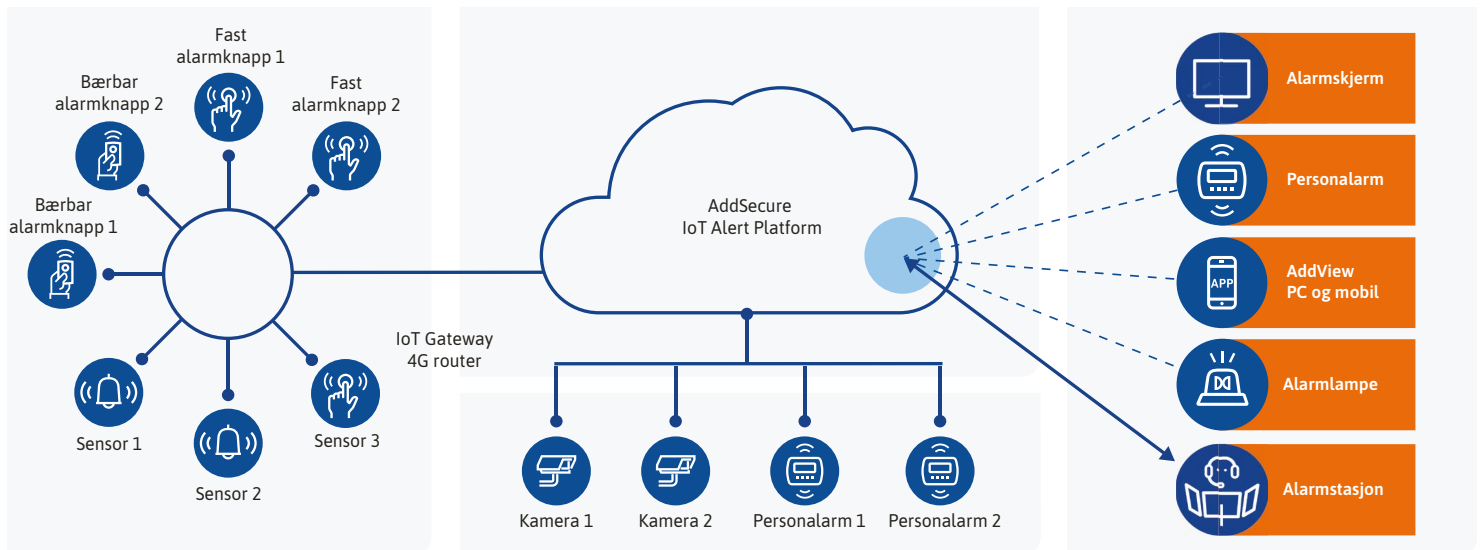 Fast
alarmknapp 1
Bærbar
alarmknapp 2
Fast
alarmknapp 2
Bærbar
alarmknapp 1
Sensor 1
Sensor 2
Sensor 3
IoT Gateway
4G router
AddSecure
IoT Alert Platform
Kamera 1
Kamera 2
Personalarm 1
Personalarm 2
Alarmskjerm
Personalarm
APP
AddView
PC og mobil
Alarmlampe
Alarmstasjon